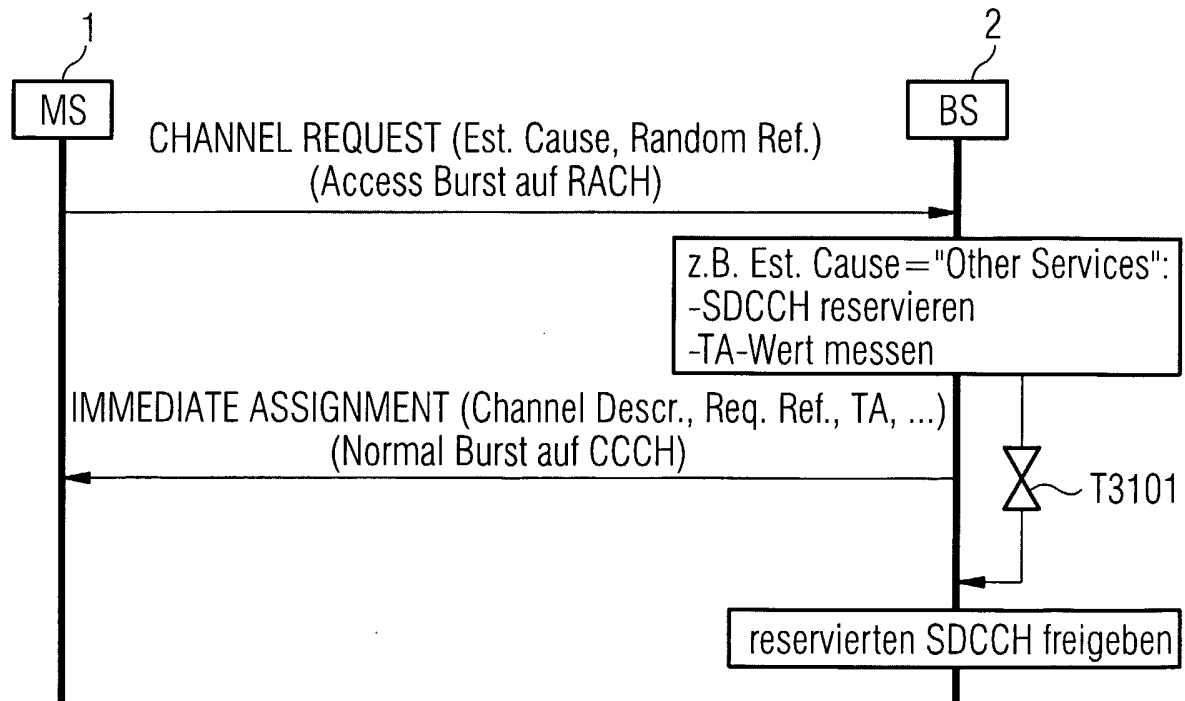 1
2
MS
BS
CHANNEL REQUEST (Est. Cause, Random Ref.)
(Access Burst auf RACH)
z.B. Est. Cause="Other Services":
-SDCCH reservieren
-TA-Wert messen
IMMEDIATE ASSIGNMENT (Channel Descr., Req. Ref., TA, ...)
(Normal Burst auf CCCH)
T3101
reservierten SDCCH freigeben